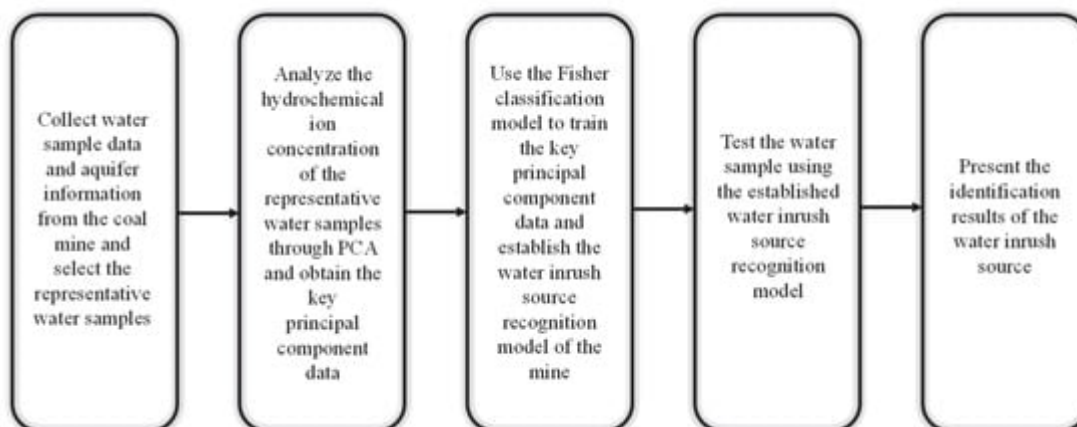 Collect water
sample data
and aquifer
information
from the coal
mine and
select the
representative
water samples
Analyze the
hydrochemical
ion
concentration
of the
representative
water samples
through PCA
and obtain the
key
principal
component
data
Use the Fisher
classification
model to train
the key
principal
component
data and
establish the
water inrush
source
recognition
model of the
mine
Test the water
sample using
the established
water inrush
source
recognition
model
Present the
identification
results of the
water inrush
source